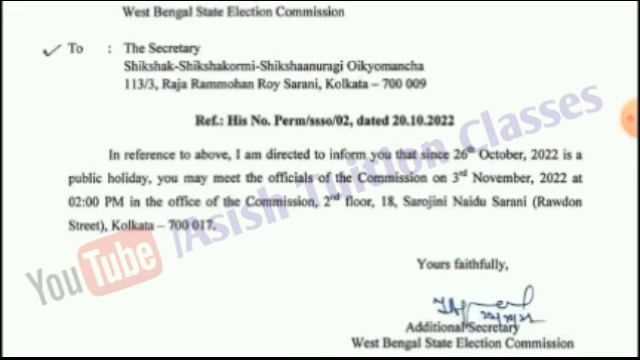 West Bengal State Election Commission
To : The Secretary
Shikshak-Shikshakormi-Shikshaanuragi Oikyomancha
113/3, Raja Rammohan Roy Sarani, Kolkata – 700 009
Ref.: His No. Perm/ssso/02, dated 20.10.2022
In reference to above, I am directed to inform you that since 26th October, 2022 is a
public holiday, you may meet the officials of the Commission on 3rd November, 2022 at
02:00 PM in the office of the Commission, 2nd floor, 18, Sarojini Naidu Sarani (Rawdon
Street), Kolkata – 700 017.
YouTube /Asish Tuition Classes
Yours faithfully,
Additional Secretary
West Bengal State Election Commission